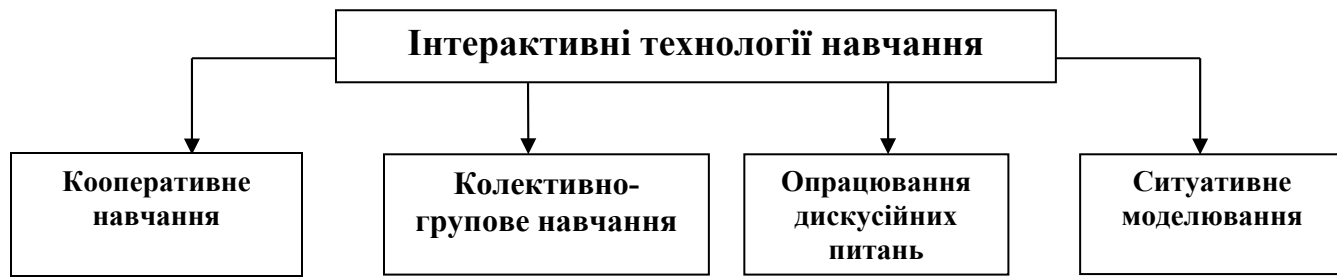 Інтерактивні технології навчання
Кооперативне
навчання
Колективно-
групове навчання
Опрацювання
дискусійних
питань
Ситуативне
моделювання